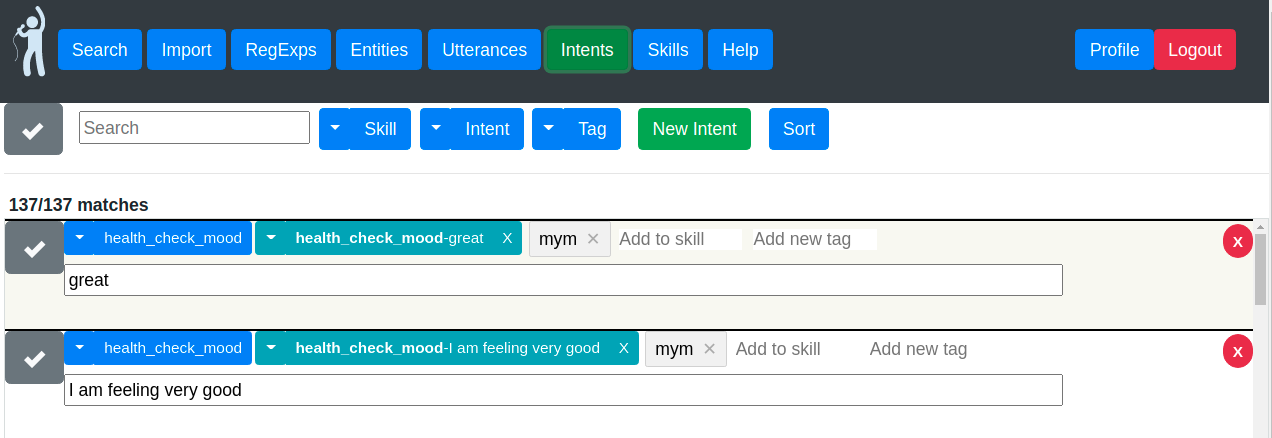 Search Import RegExps Entities Utterances Intents Skills Help Profile Logout
Search Skill Intent Tag New Intent Sort
137/137 matches
health_check_mood health_check_mood-great X mym × Add to skill Add new tag X
great
health_check_mood health_check_mood-I am feeling very good X mym × Add to skill Add new tag X
I am feeling very good